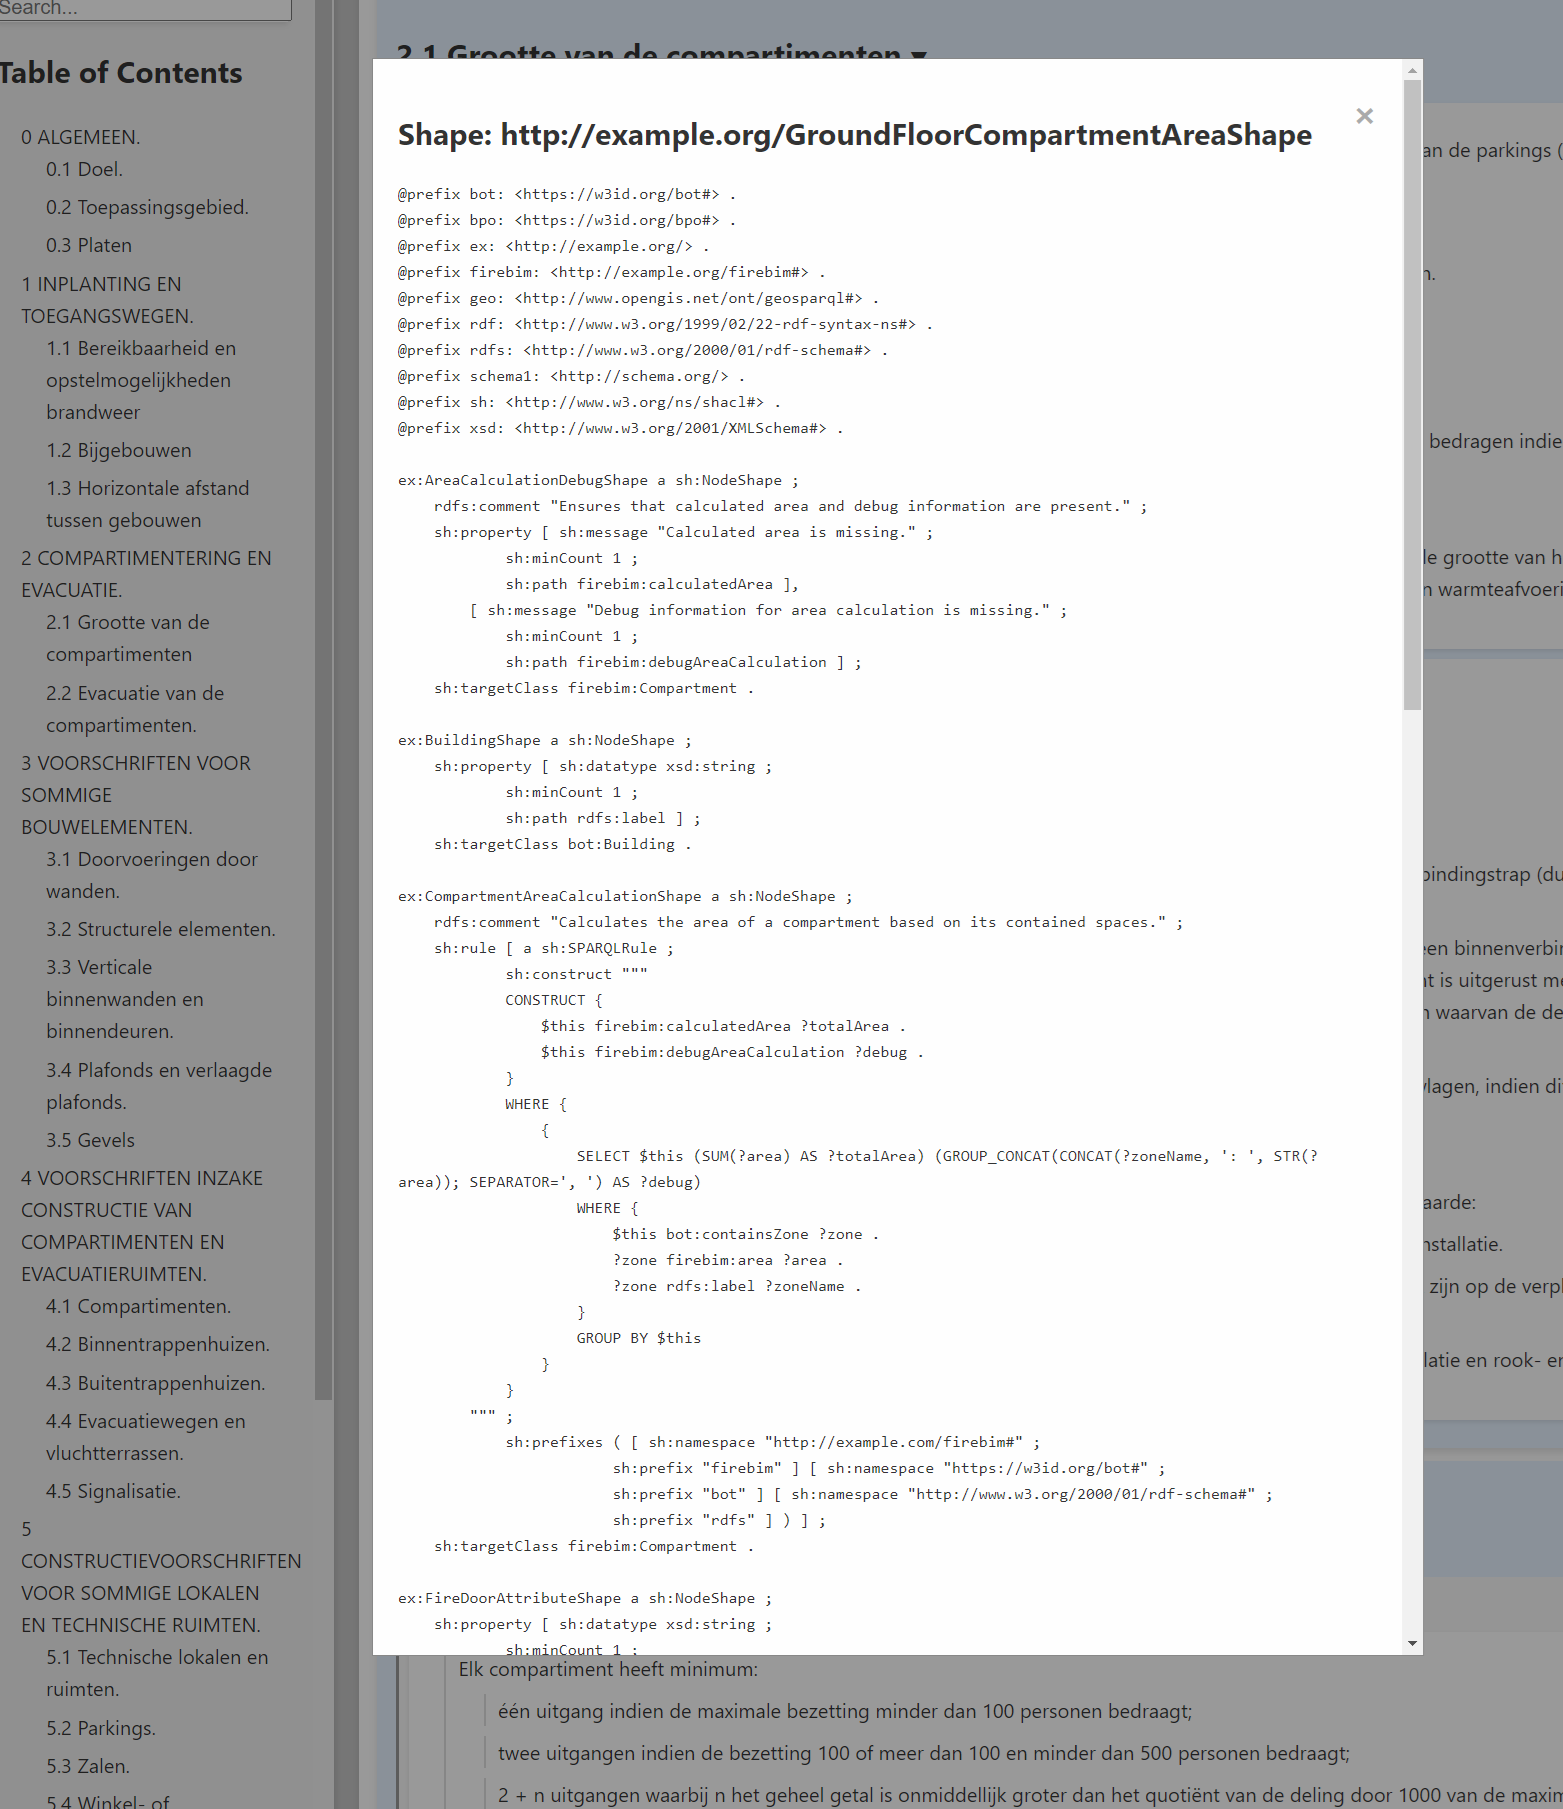 Search...
Table of Contents
0 ALGEMEEN.
0.1 Doel.
0.2 Toepassingsgebied.
0.3 Platen
1 INPLANTING EN
TOEGANGSWEGEN.
1.1 Bereikbaarheid en
opstelmogelijkheden
brandweer
1.2 Bijgebouwen
1.3 Horizontale afstand
tussen gebouwen
2 COMPARTIMENTERING EN
EVACUATIE.
2.1 Grootte van de
compartimenten
2.2 Evacuatie van de
compartimenten.
3 VOORSCHRIFTEN VOOR
SOMMIGE
BOUWELEMENTEN.
3.1 Doorvoeringen door
wanden.
3.2 Structurele elementen.
3.3 Verticale
binnenwanden en
binnendeuren.
3.4 Plafonds en verlaagde
plafonds.
3.5 Gevels
4 VOORSCHRIFTEN INZAKE
CONSTRUCTIE VAN
COMPARTIMENTEN EN
EVACUATIERUIMTEN.
4.1 Compartimenten.
4.2 Binnentrappenhuizen.
4.3 Buitentrappenhuizen.
4.4 Evacuatiewegen en
vluchtterrassen.
4.5 Signalisatie.
5
CONSTRUCTIEVOORSCHRIFTEN
VOOR SOMMIGE LOKALEN
EN TECHNISCHE RUIMTEN.
5.1 Technische lokalen en
ruimten.
5.2 Parkings.
5.3 Zalen.
5.4 Winkel- of
2.1 Grootte van de compartimenten ▼
×
Shape: http://example.org/GroundFloorCompartmentAreaShape
@prefix bot: <https://w3id.org/bot#> .
@prefix bpo: <https://w3id.org/bpo#> .
@prefix ex: <http://example.org/> .
@prefix firebim: <http://example.org/firebim#> .
@prefix geo: <http://www.opengis.net/ont/geosparql#> .
@prefix rdf: <http://www.w3.org/1999/02/22-rdf-syntax-ns#> .
@prefix rdfs: <http://www.w3.org/2000/01/rdf-schema#> .
@prefix schema1: <http://schema.org/> .
@prefix sh: <http://www.w3.org/ns/shacl#> .
@prefix xsd: <http://www.w3.org/2001/XMLSchema#> .
ex:AreaCalculationDebugShape a sh:NodeShape ;
rdfs:comment "Ensures that calculated area and debug information are present." ;
sh:property [ sh:message "Calculated area is missing." ;
sh:minCount 1 ;
sh:path firebim:calculatedArea ],
[ sh:message "Debug information for area calculation is missing." ;
sh:minCount 1 ;
sh:path firebim:debugAreaCalculation ] ;
sh:targetClass firebim:Compartment .
ex:BuildingShape a sh:NodeShape ;
sh:property [ sh:datatype xsd:string ;
sh:minCount 1 ;
sh:path rdfs:label ] ;
sh:targetClass bot:Building .
ex:CompartmentAreaCalculationShape a sh:NodeShape ;
rdfs:comment "Calculates the area of a compartment based on its contained spaces." ;
sh:rule [ a sh:SPARQLRule ;
sh:construct """
CONSTRUCT {
$this firebim:calculatedArea ?totalArea .
$this firebim:debugAreaCalculation ?debug .
}
WHERE {
{
SELECT $this (SUM(?area) AS ?totalArea) (GROUP_CONCAT(CONCAT(?zoneName, ': ', STR(?
area)); SEPARATOR=', ') AS ?debug)
WHERE {
$this bot:containsZone ?zone .
?zone firebim:area ?area .
?zone rdfs:label ?zoneName .
}
GROUP BY $this
}
}
""" ;
sh:prefixes ( [ sh:namespace "http://example.com/firebim#" ;
sh:prefix "firebim" ] [ sh:namespace "https://w3id.org/bot#" ;
sh:prefix "bot" ] [ sh:namespace "http://www.w3.org/2000/01/rdf-schema#" ;
sh:prefix "rdfs" ] ) ] ;
sh:targetClass firebim:Compartment .
ex:FireDoorAttributeShape a sh:NodeShape ;
sh:property [ sh:datatype xsd:string ;
sh:minCount 1 ;
an de parkings (
n.
bedragen indie
le grootte van h
n warmteafvoeri
bindingstrap (du
een binnenverbin
nt is uitgerust me
n waarvan de de
lagen, indien di
aarde:
nstallatie.
zijn op de verpl
latie en rook- en
Elk compartiment heeft minimum:
één uitgang indien de maximale bezetting minder dan 100 personen bedraagt;
twee uitgangen indien de bezetting 100 of meer dan 100 en minder dan 500 personen bedraagt;
2 + n uitgangen waarbij n het geheel getal is onmiddellijk groter dan het quotiënt van de deling door 1000 van de maxim